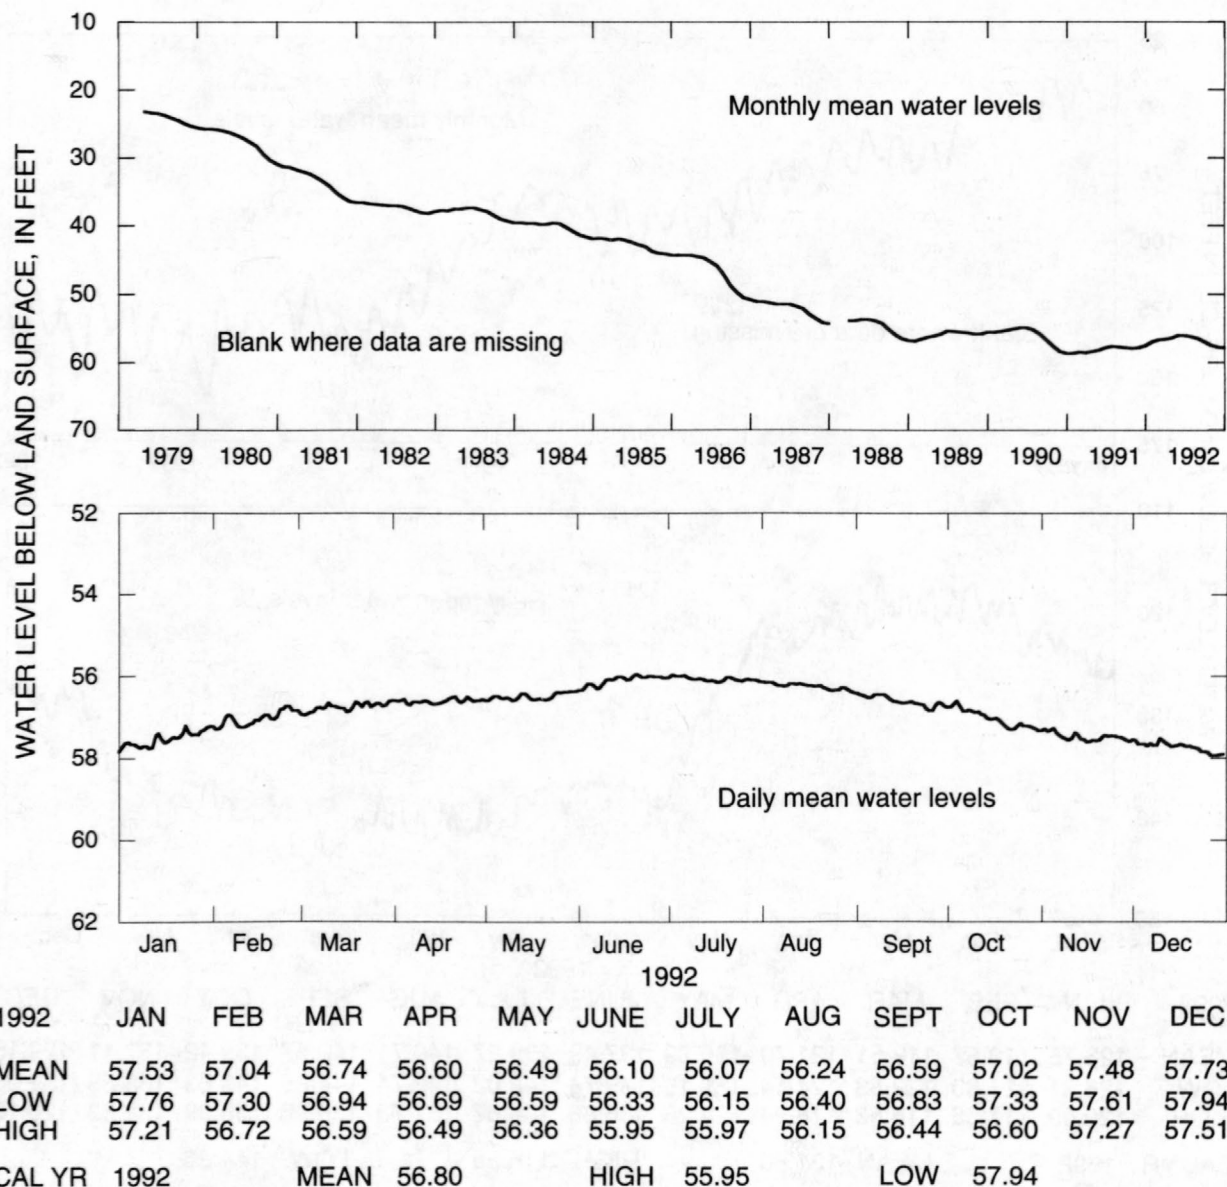 WATER LEVEL BELOW LAND SURFACE, IN FEET
10
20
30
40
50
60
70
Monthly mean water levels
Blank where data are missing
1979 1980 1981 1982 1983 1984 1985 1986 1987 1988 1989 1990 1991 1992
52
54
56
58
60
62
Daily mean water levels
Jan Feb Mar Apr May June July Aug Sept Oct Nov Dec
1992
1992 JAN FEB MAR APR MAY JUNE JULY AUG SEPT OCT NOV DEC
MEAN 57.53 57.04 56.74 56.60 56.49 56.10 56.07 56.24 56.59 57.02 57.48 57.73
LOW 57.76 57.30 56.94 56.69 56.59 56.33 56.15 56.40 56.83 57.33 57.61 57.94
HIGH 57.21 56.72 56.59 56.49 56.36 55.95 55.97 56.15 56.44 56.60 57.27 57.51
CAL YR 1992 MEAN 56.80 HIGH 55.95 LOW 57.94